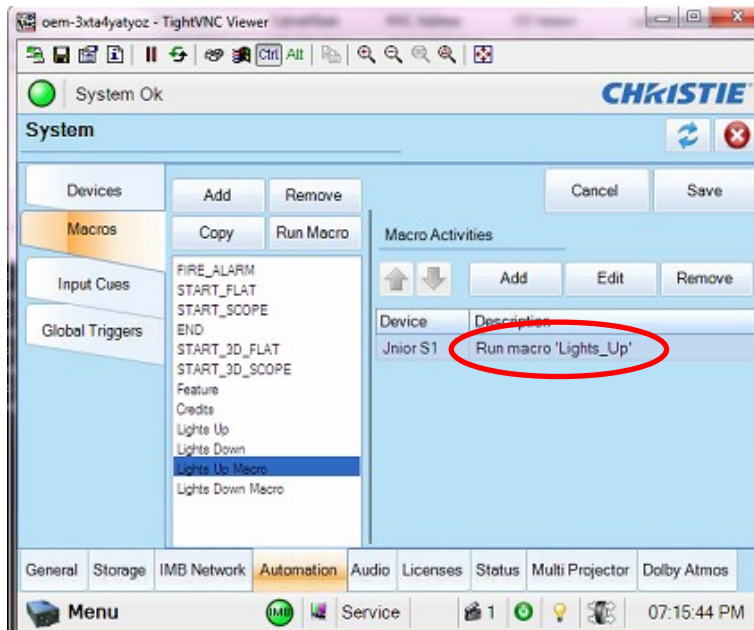 oem-3xta4yatyoz - TightVNC Viewer
Ctrl Alt
System Ok
CHRISTIE
System
Devices
Macros
Input Cues
Global Triggers
Add Remove
Copy Run Macro
FIRE_ALARM
START_FLAT
START_SCOPE
END
START_3D_FLAT
START_3D_SCOPE
Feature
Credits
Lights Up
Lights Down
Lights Up Macro
Lights Down Macro
Cancel Save
Macro Activities
Add Edit Remove
Device Description
Jnior S1 Run macro 'Lights_Up'
General Storage IMB Network Automation Audio Licenses Status Multi Projector Dolby Atmos
Menu IMB Service 1 07:15:44 PM